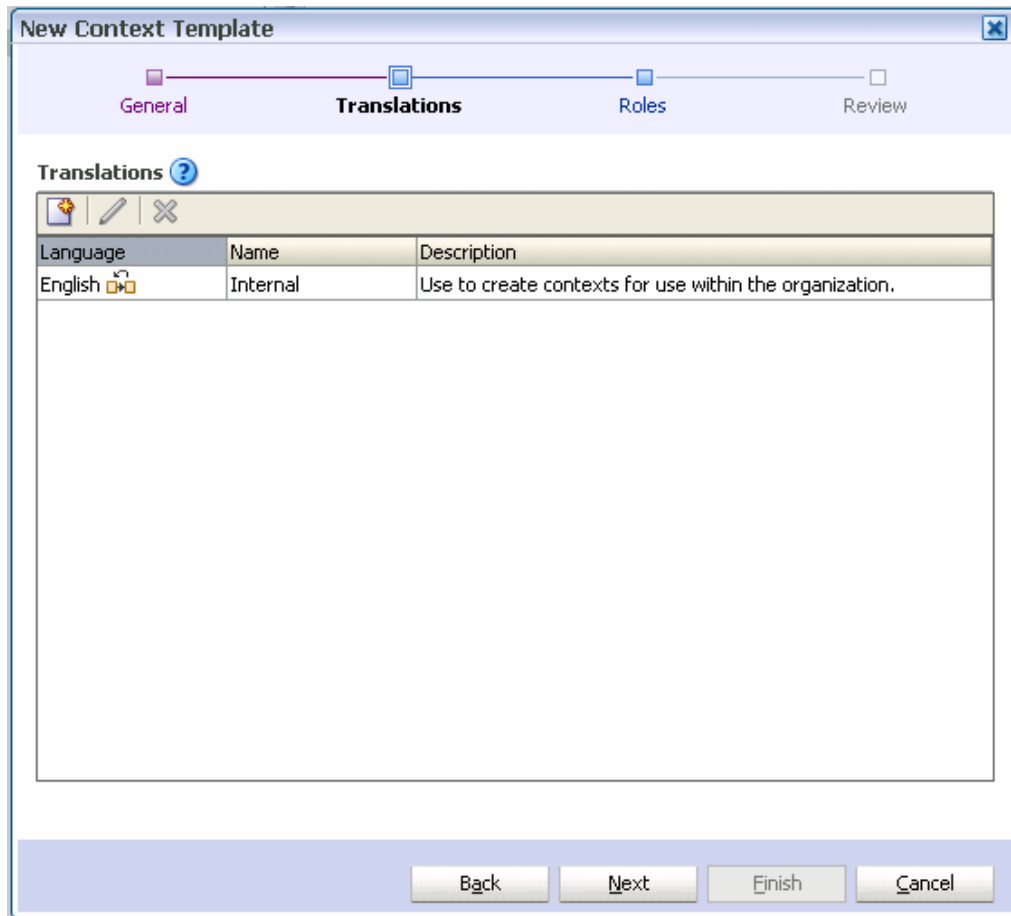 New Context Template
General Translations Roles Review
Translations ?
Language Name Description
English Internal Use to create contexts for use within the organization.
Back Next Finish Cancel